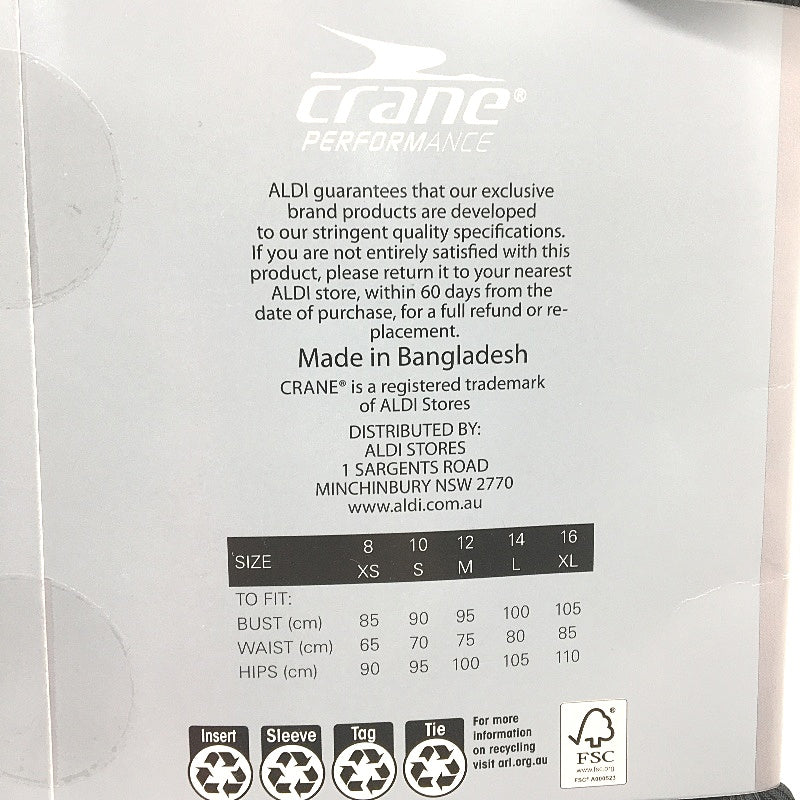 crane®
PERFORMANCE
ALDI guarantees that our exclusive
brand products are developed
to our stringent quality specifications.
If you are not entirely satisfied with this
product, please return it to your nearest
ALDI store, within 60 days from the
date of purchase, for a full refund or re-
placement.
Made in Bangladesh
CRANE® is a registered trademark
of ALDI Stores
DISTRIBUTED BY:
ALDI STORES
1 SARGENTS ROAD
MINCHINBURY NSW 2770
www.aldi.com.au
SIZE 8 10 12 14 16
XS S M L XL
TO FIT:
BUST (cm) 85 90 95 100 105
WAIST (cm) 65 70 75 80 85
HIPS (cm) 90 95 100 105 110
Insert Sleeve Tag Tie
For more
information
on recycling
visit arl.org.au
®
FSC
www.fsc.org
FSC® A000523